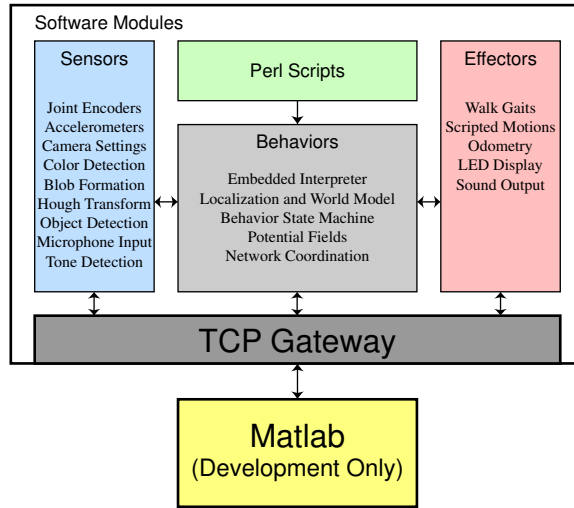 Software Modules
Sensors
Joint Encoders
Accelerometers
Camera Settings
Color Detection
Blob Formation
Hough Transform
Object Detection
Microphone Input
Tone Detection
Perl Scripts
Behaviors
Embedded Interpreter
Localization and World Model
Behavior State Machine
Potential Fields
Network Coordination
Effectors
Walk Gaits
Scripted Motions
Odometry
LED Display
Sound Output
TCP Gateway
Matlab
(Development Only)